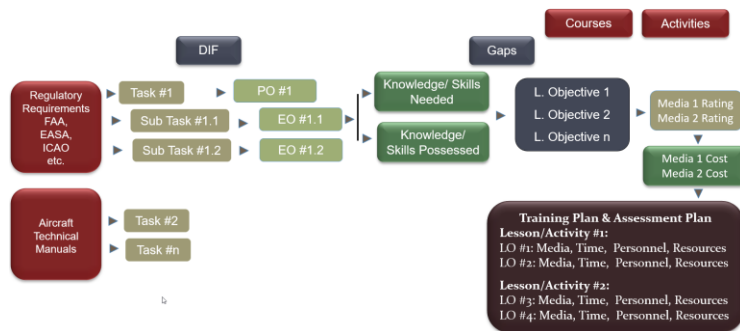 Courses
Activities
DIF
Gaps
Regulatory
Requirements
FAA,
EASA,
ICAO
etc.
Task #1
PO #1
Sub Task #1.1
EO #1.1
Sub Task #1.2
EO #1.2
Knowledge/ Skills
Needed
Knowledge/
Skills Possessed
L. Objective 1
L. Objective 2
L. Objective n
Media 1 Rating
Media 2 Rating
Media 1 Cost
Media 2 Cost
Aircraft
Technical
Manuals
Task #2
Task #n
Training Plan & Assessment Plan
Lesson/Activity #1:
LO #1: Media, Time, Personnel, Resources
LO #2: Media, Time, Personnel, Resources
Lesson/Activity #2:
LO #3: Media, Time, Personnel, Resources
LO #4: Media, Time, Personnel, Resources